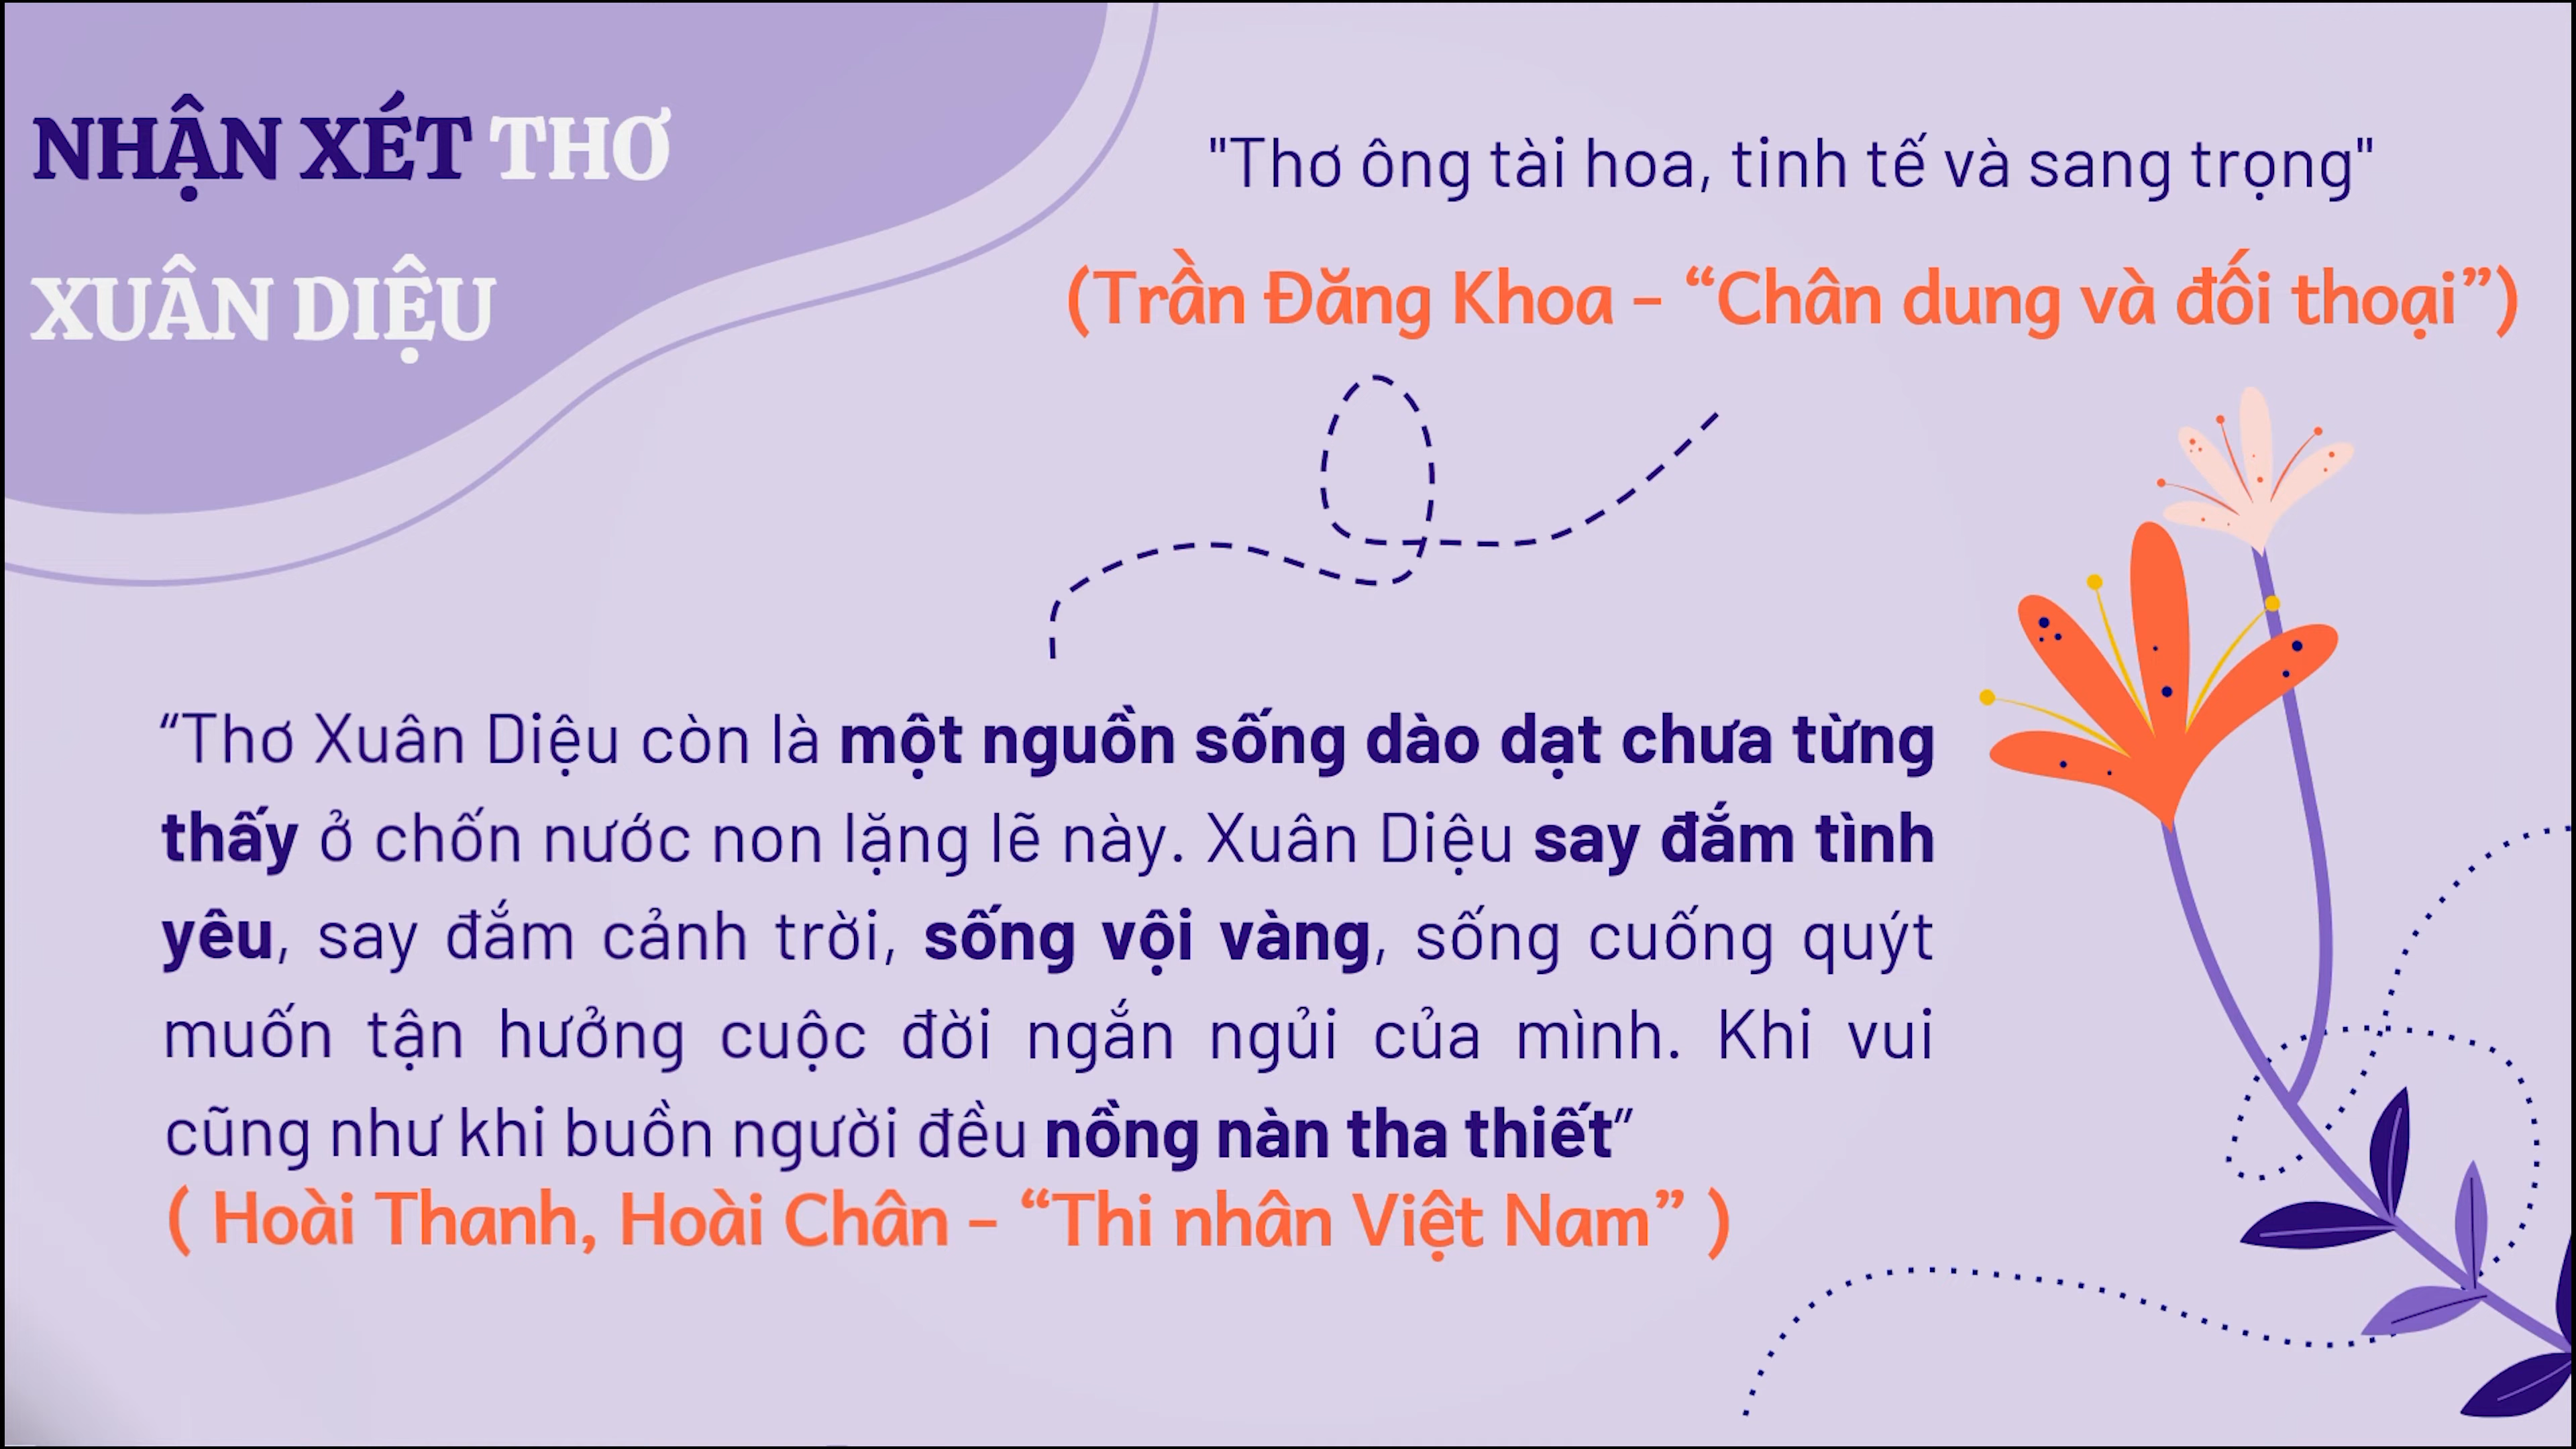 NHẬN XÉT THƠ
XUÂN DIỆU
"Thơ ông tài hoa, tinh tế và sang trọng"
(Trần Đăng Khoa - “Chân dung và đối thoại”)
“Thơ Xuân Diệu còn là một nguồn sống dào dạt chưa từng
thấy ở chốn nước non lặng lẽ này. Xuân Diệu say đắm tình
yêu, say đắm cảnh trời, sống vội vàng, sống cuống quýt
muốn tận hưởng cuộc đời ngắn ngủi của mình. Khi vui
cũng như khi buồn người đều nồng nàn tha thiết”
( Hoài Thanh, Hoài Chân - “Thi nhân Việt Nam” )